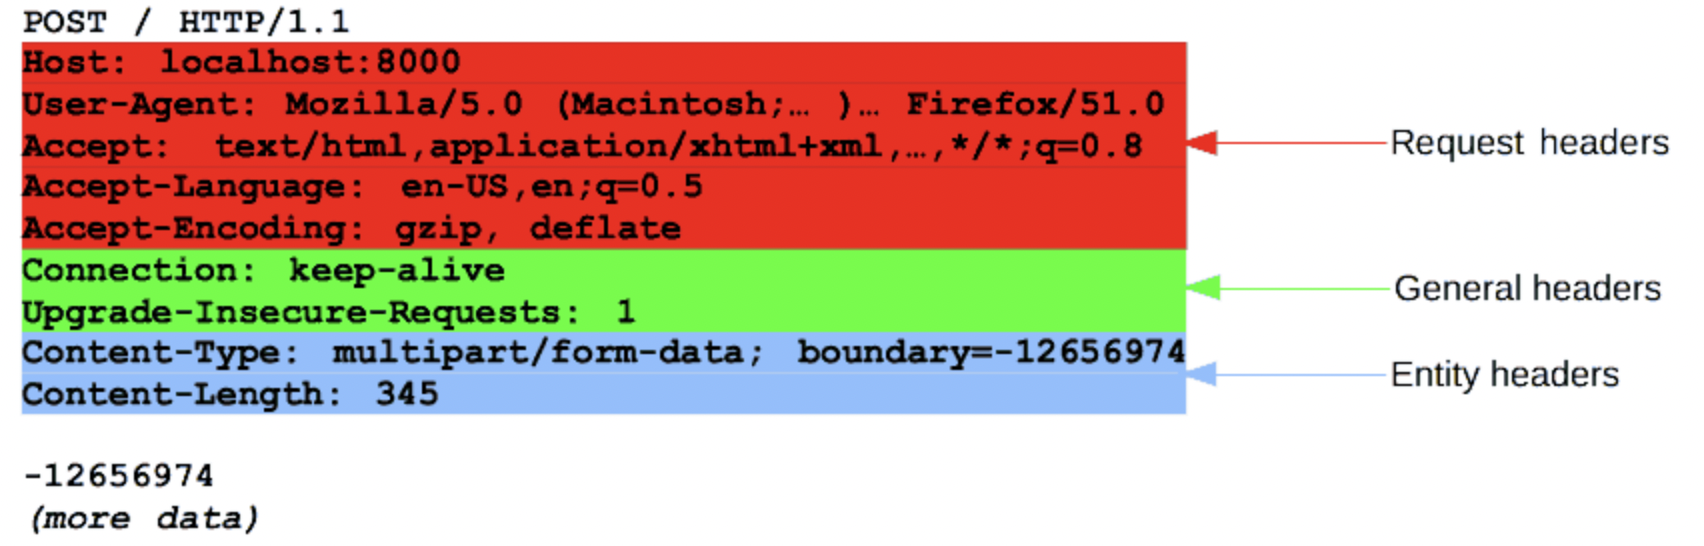 POST / HTTP/1.1
Host: localhost:8000
User-Agent: Mozilla/5.0 (Macintosh;… )… Firefox/51.0
Accept: text/html,application/xhtml+xml,…,*/*;q=0.8
Request headers
Accept-Language: en-US,en;q=0.5
Accept-Encoding: gzip, deflate
Connection: keep-alive
General headers
Upgrade-Insecure-Requests: 1
Content-Type: multipart/form-data; boundary=-12656974
Entity headers
Content-Length: 345
-12656974
(more data)